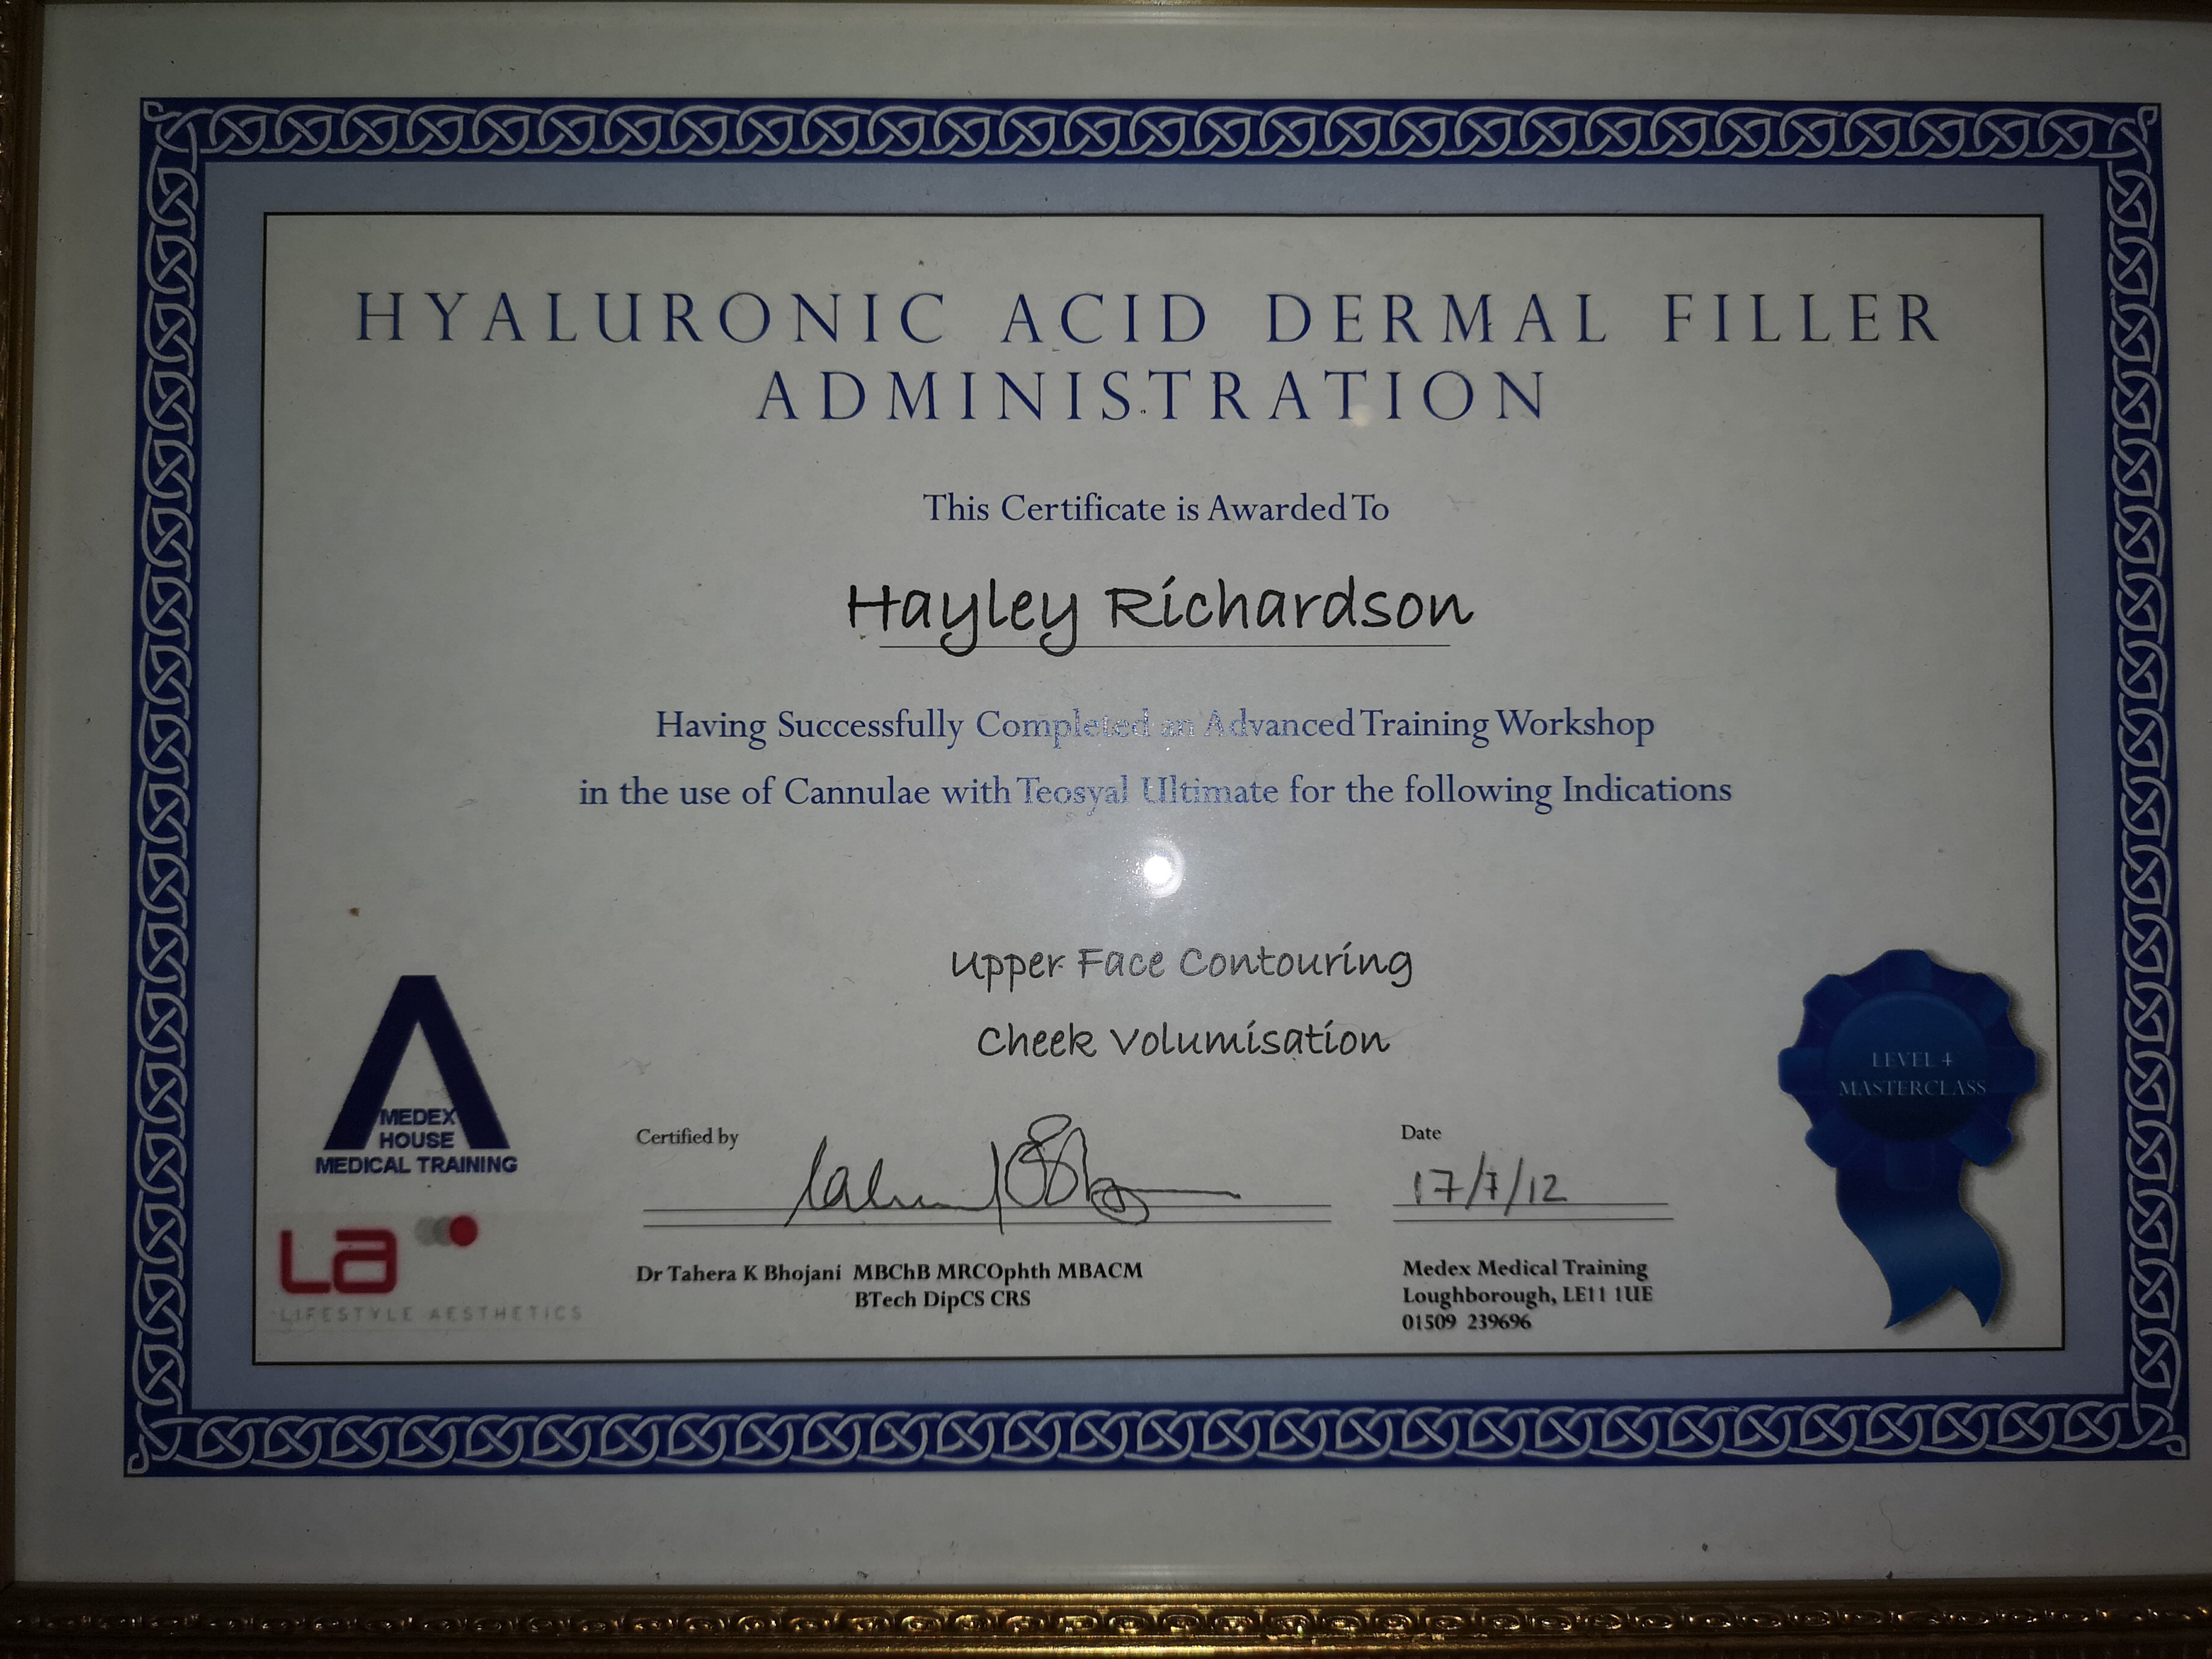 HYALURONIC ACID DERMAL FILLER
ADMINISTRATION
This Certificate is Awarded To
Hayley Richardson
Having Successfully Completed an Advanced Training Workshop
in the use of Cannulae with Teosyal Ultimate for the following Indications
Upper Face Contouring
Cheek Volumisation
LEVEL 4
MASTERCLASS
MEDEX
HOUSE
MEDICAL TRAINING
Certified by
Date
17/7/12
La
LIFESTYLE AESTHETICS
Dr Tahera K Bhojani MBChB MRCOphth MBACM
BTech DipCS CRS
Medex Medical Training
Loughborough, LE11 1UE
01509 239696